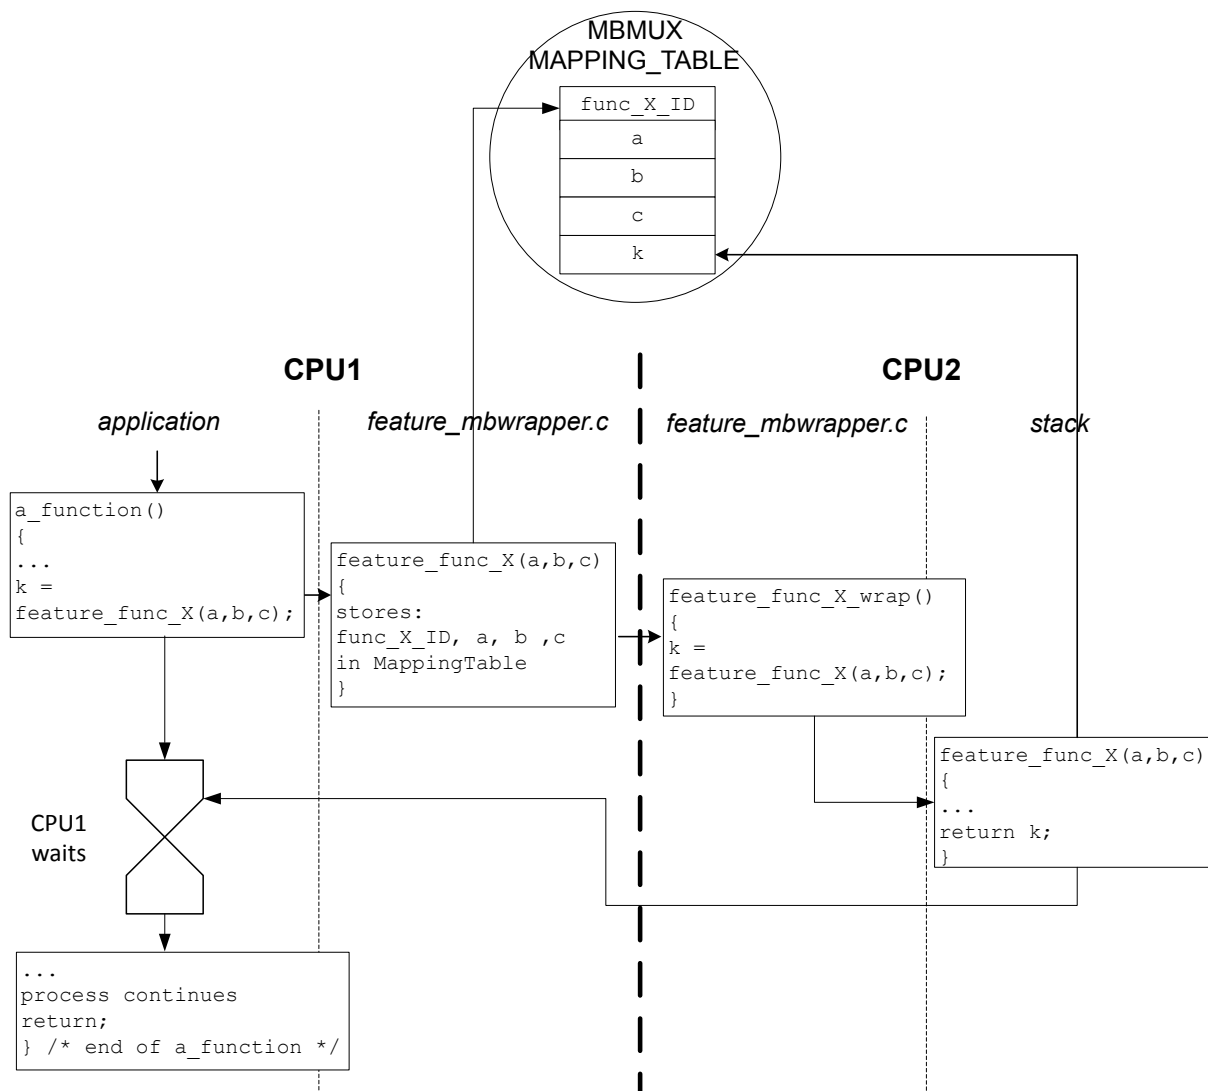 MBMUX
MAPPING_TABLE
func_X_ID
a
b
c
k
CPU1
CPU2
application
feature_mbwrapper.c
feature_mbwrapper.c
stack
a_function()
{
...
k =
feature_func_X(a,b,c);
feature_func_X(a,b,c)
{
stores:
func_X_ID, a, b ,c
in MappingTable
}
feature_func_X_wrap()
{
k =
feature_func_X(a,b,c);
}
feature_func_X(a,b,c)
{
...
return k;
}
CPU1
waits
...
process continues
return;
} /* end of a_function */